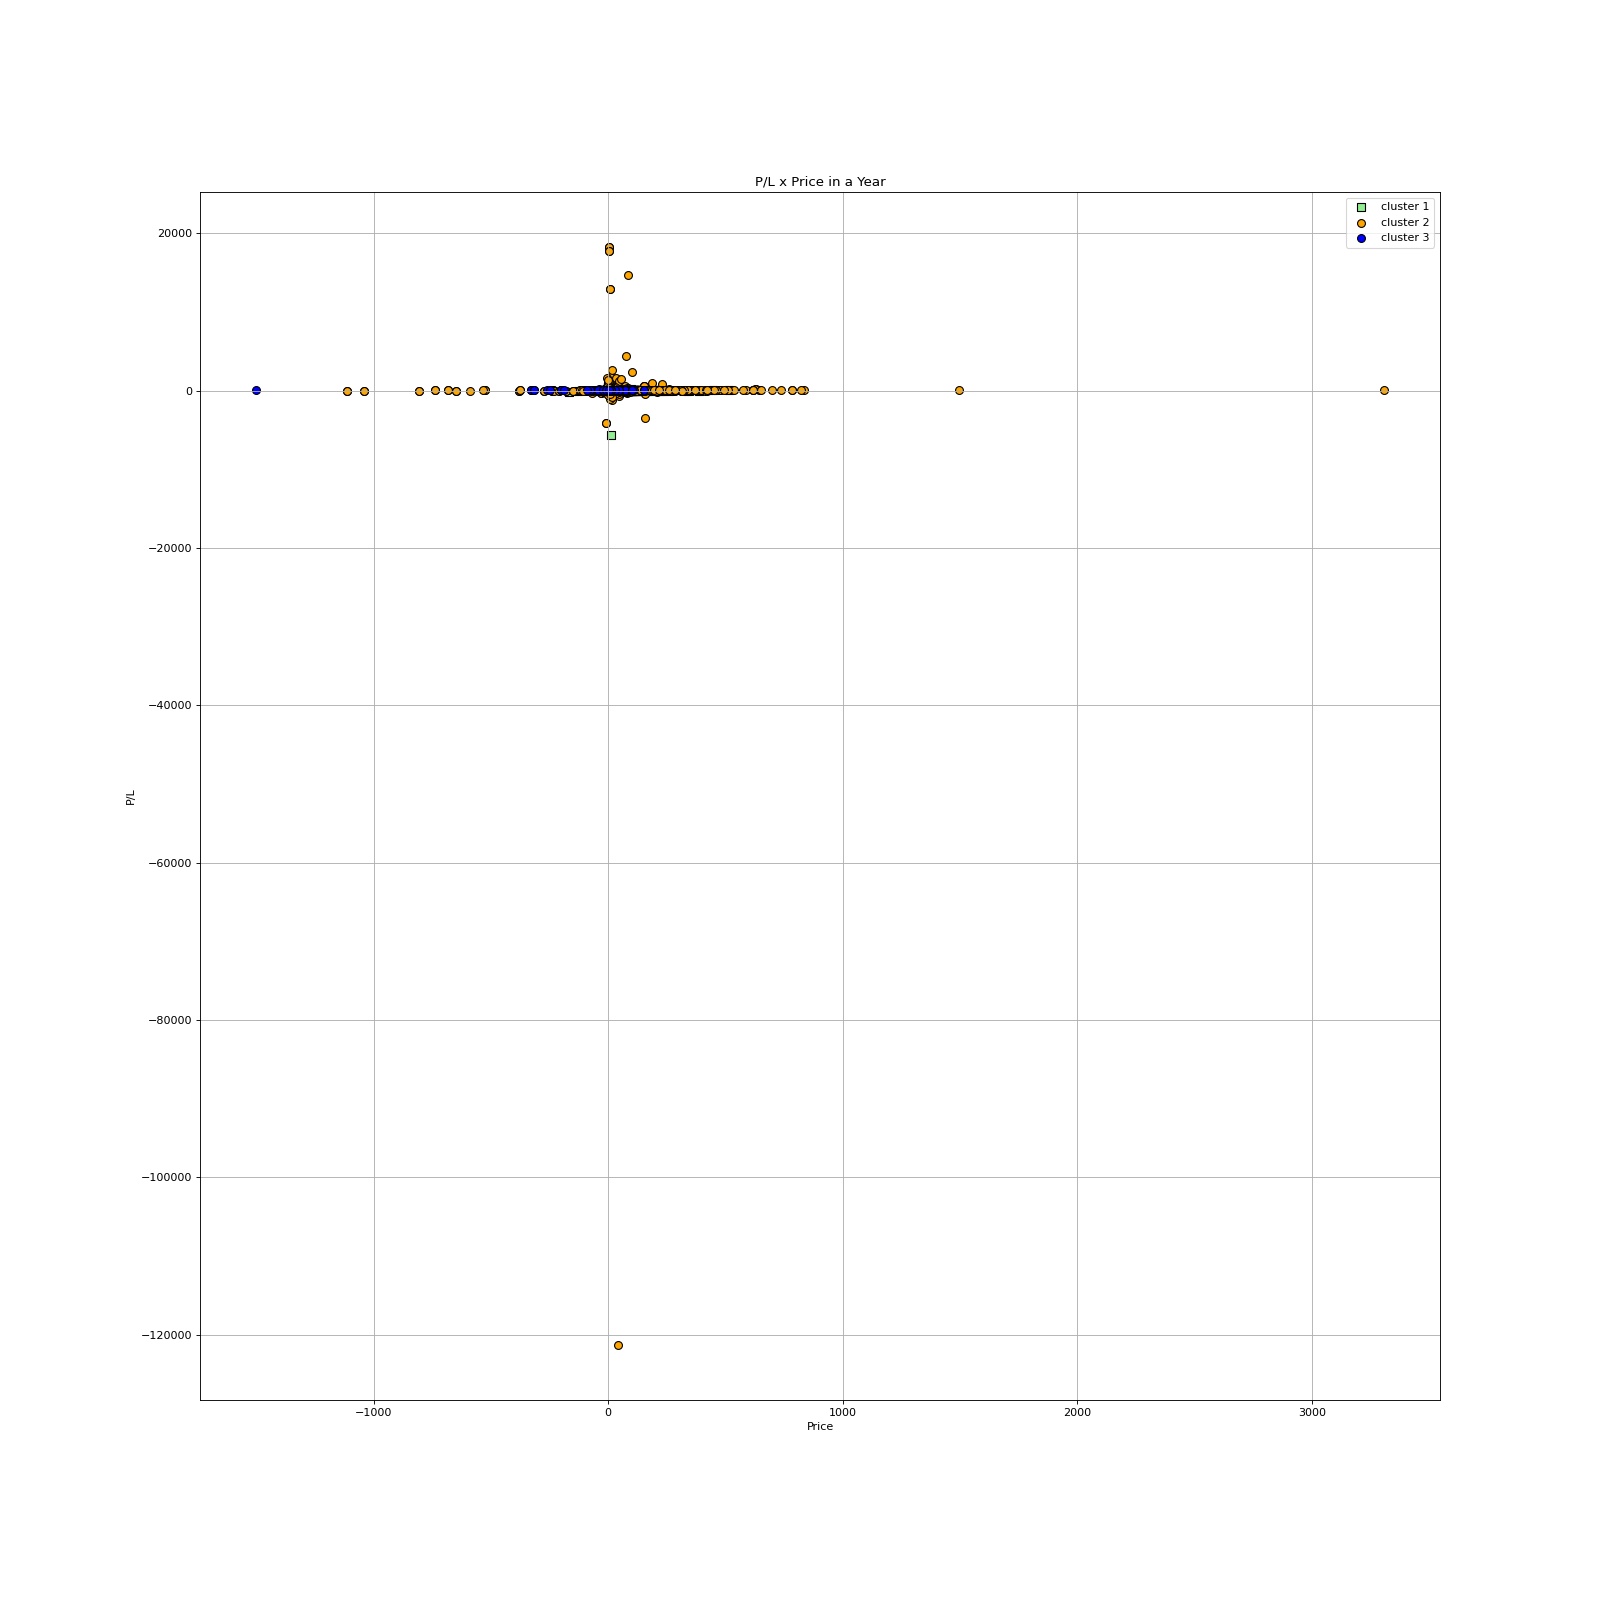 P/L x Price in a Year
cluster 1
cluster 2
cluster 3
20000
0
−20000
−40000
−60000
−80000
−100000
−120000
P/L
−1000
0
1000
2000
3000
Price